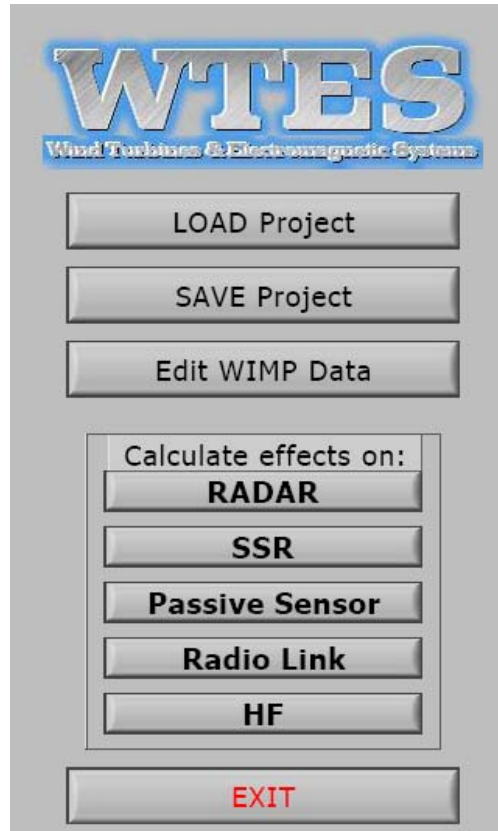 WTES
Wind Turbines & Electromagnetic Systems
LOAD Project
SAVE Project
Edit WIMP Data
Calculate effects on:
RADAR
SSR
Passive Sensor
Radio Link
HF
EXIT